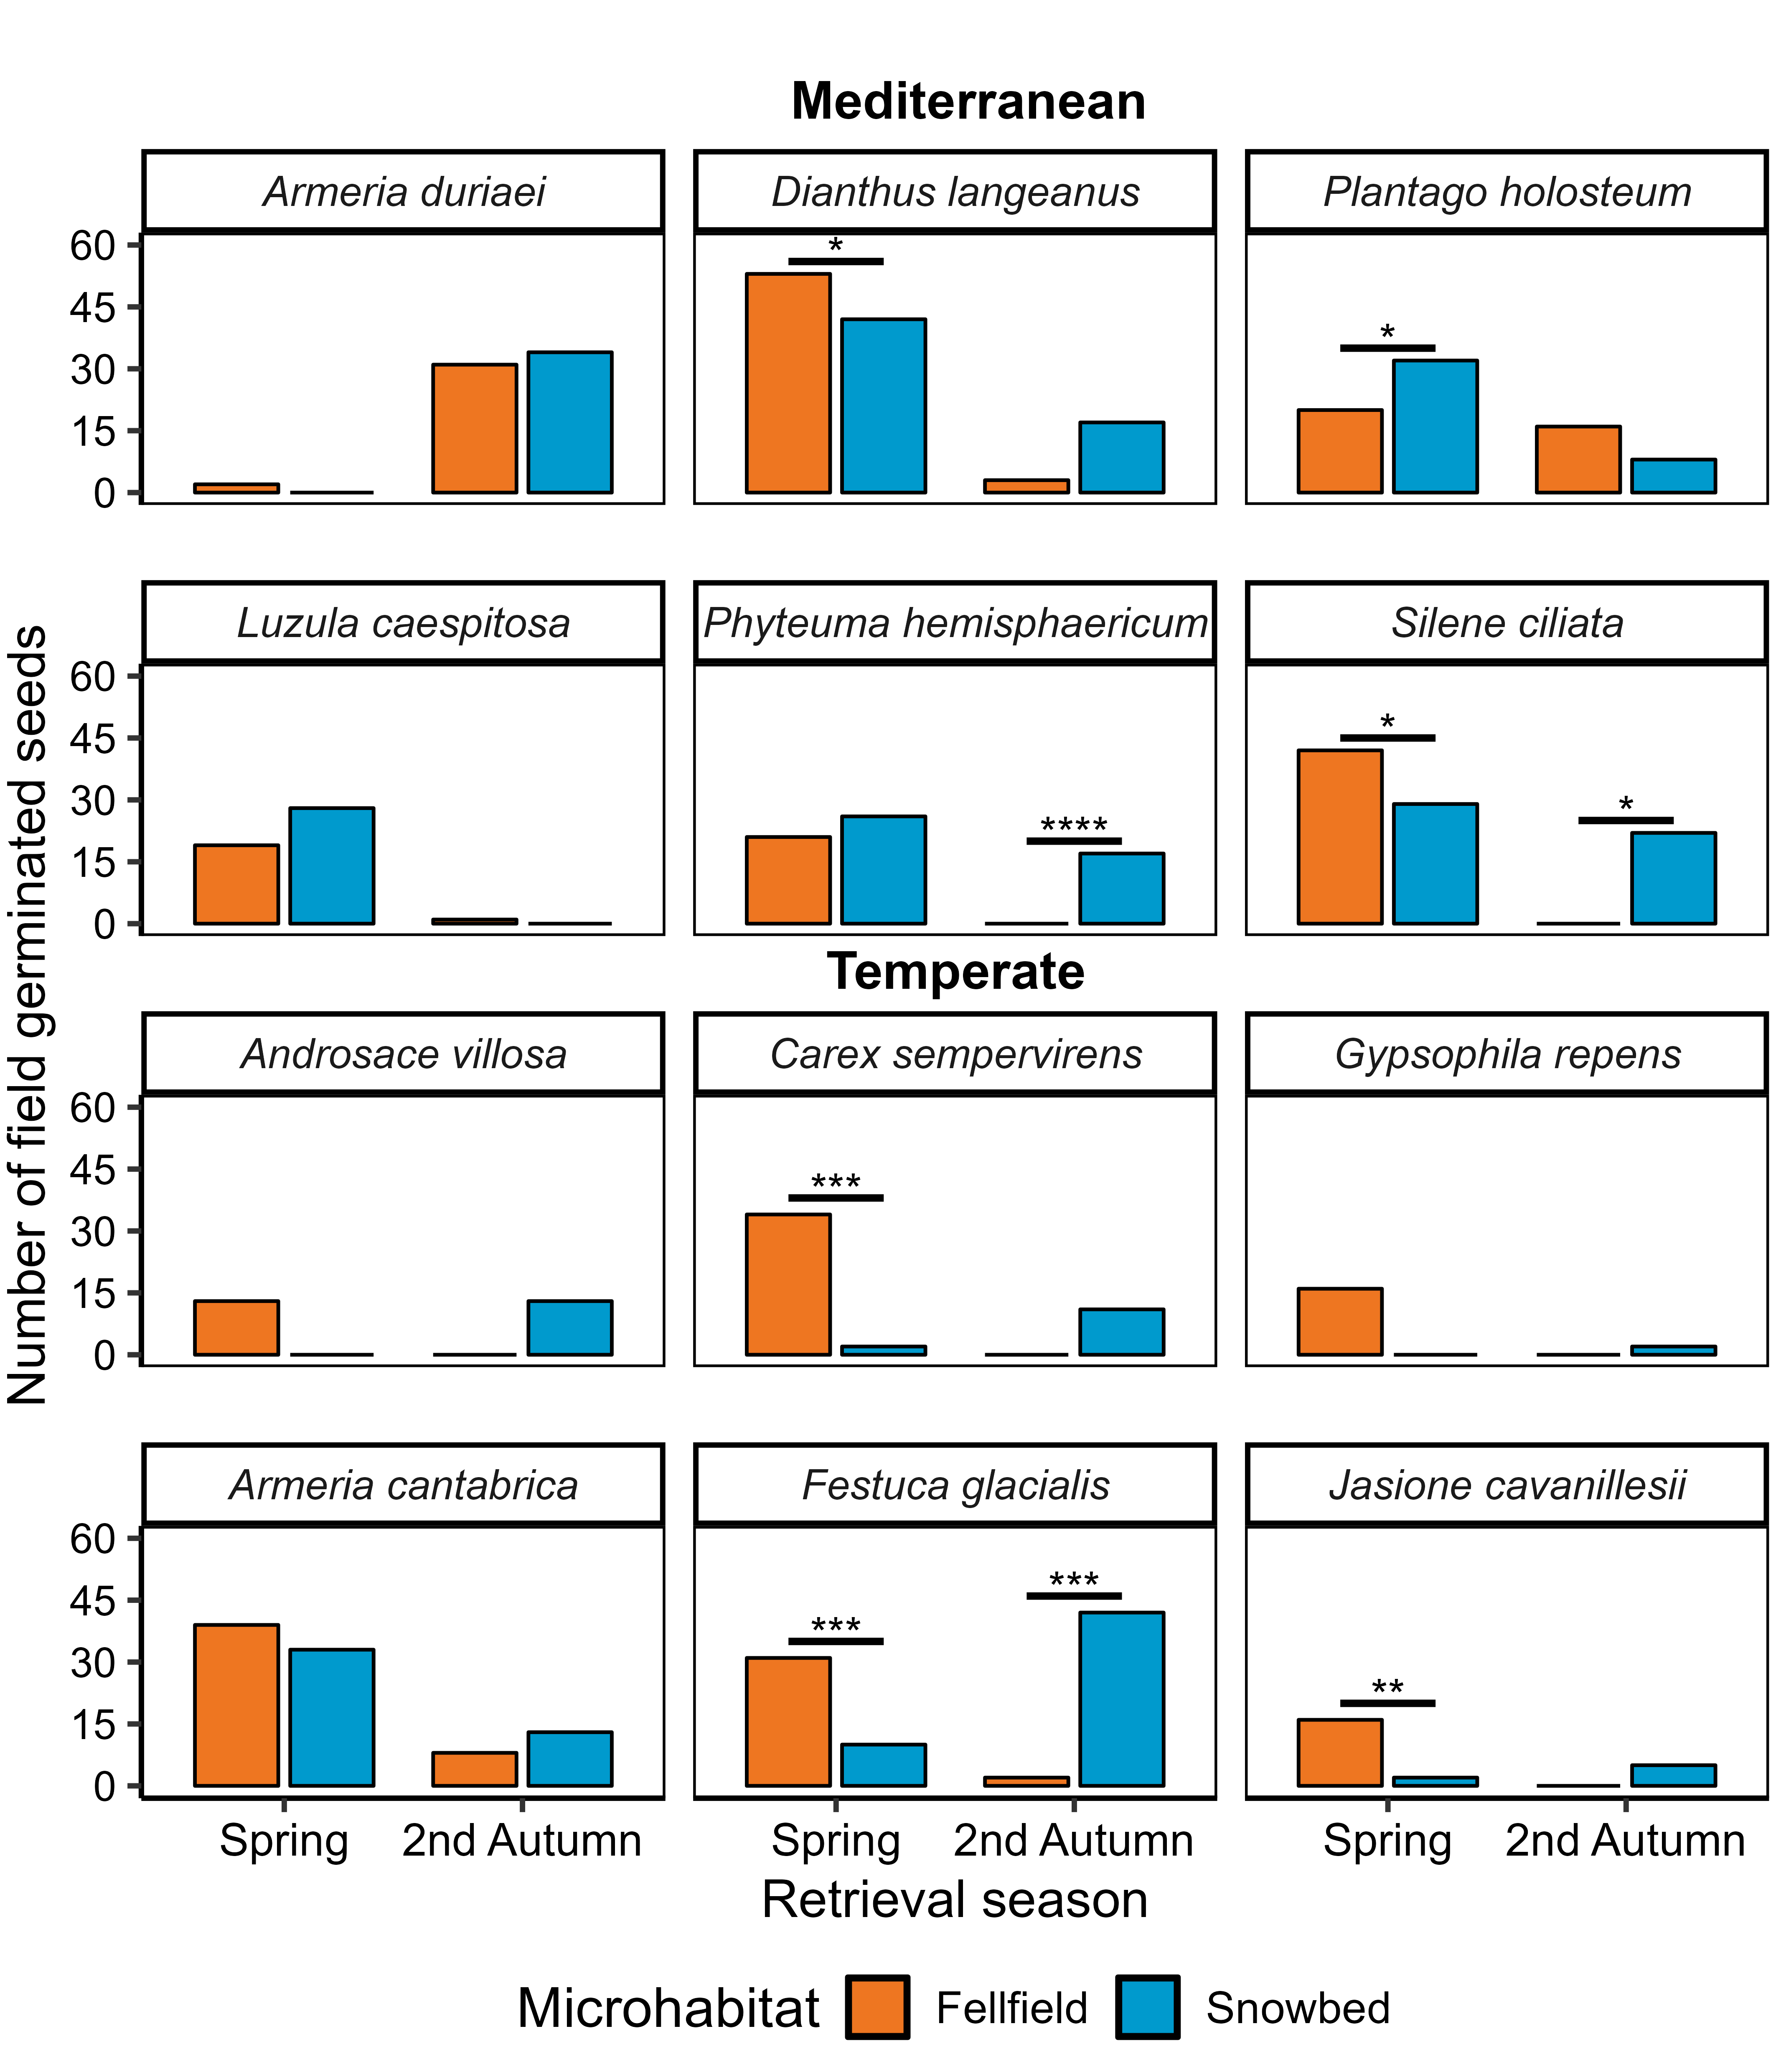 Mediterranean
Armeria duriaei
Dianthus langeanus
Plantago holosteum
60
45
30
15
0
*
*
Luzula caespitosa
Phyteuma hemisphaericum
Silene ciliata
60
45
30
15
0
****
*
*
Number of field germinated seeds
Temperate
Androsace villosa
Carex sempervirens
Gypsophila repens
60
45
30
15
0
***
Armeria cantabrica
Festuca glacialis
Jasione cavanillesii
60
45
30
15
0
***
***
**
Spring 2nd Autumn
Spring 2nd Autumn
Spring 2nd Autumn
Retrieval season
Microhabitat Fellfield Snowbed